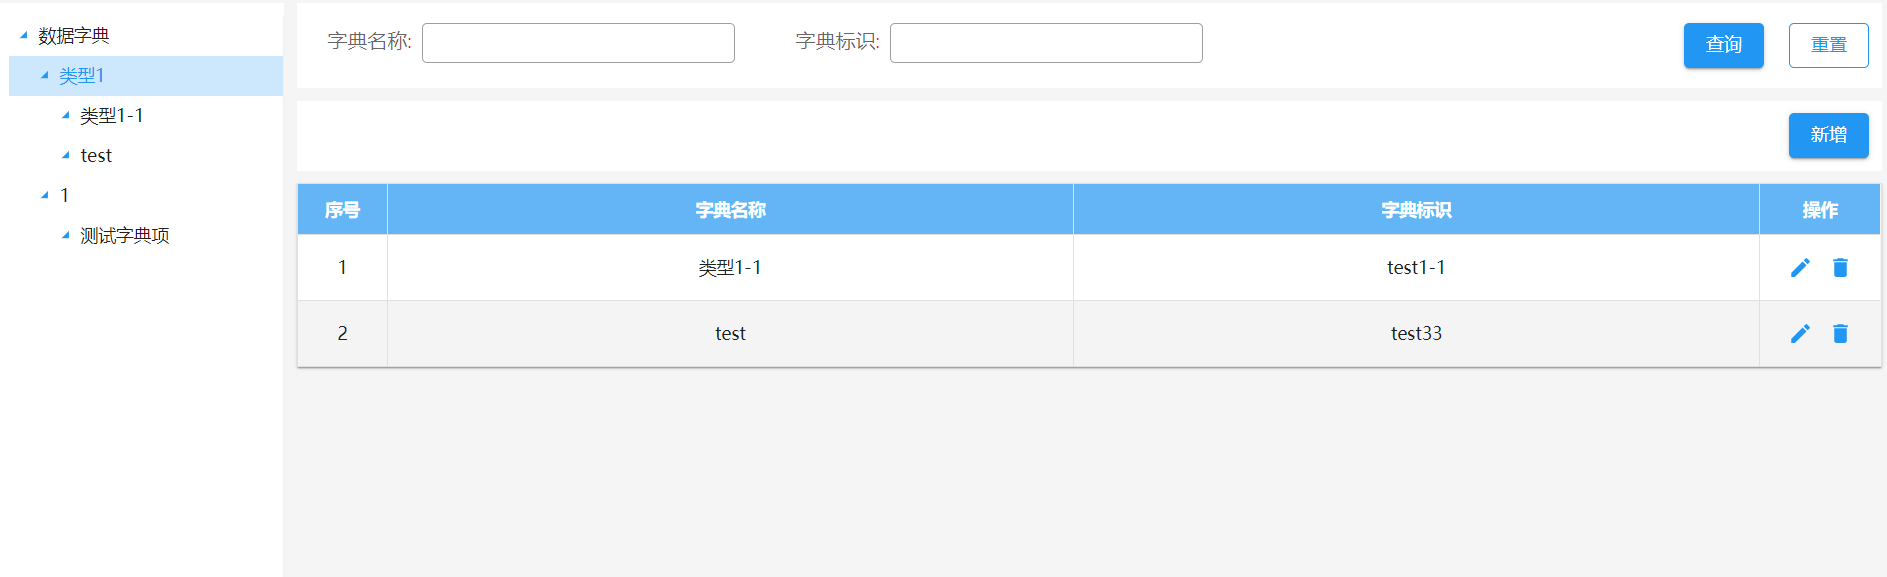 数据字典
类型1
类型1-1
test
1
测试字典项
字典名称: 字典标识: 查询 重置
新增
序号 字典名称 字典标识 操作
1 类型1-1 test1-1
2 test test33